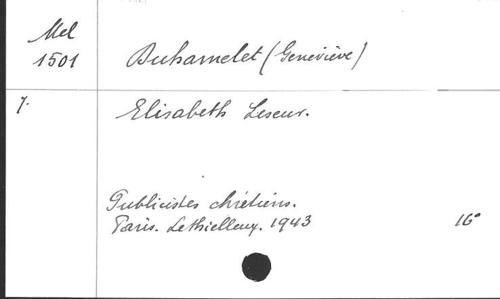 Mel
1501
Duhamelet (Geneviève)
7.
Elisabeth Leseur.
Publicistes chrétiens.
Paris. Lethielleux. 1943
16°